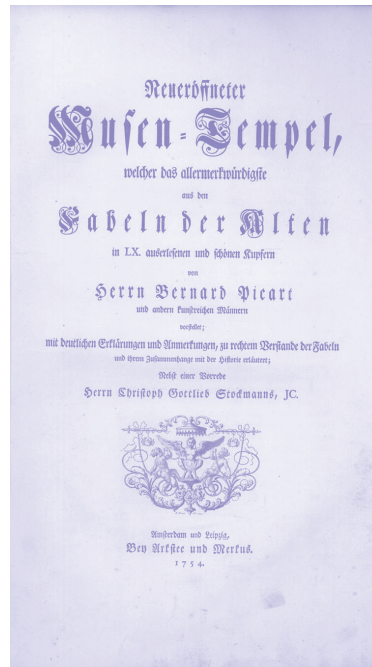 Neueröffneter
Musen-Tempel,
welcher das allermerkwürdigste
aus den
Fabeln der Alten
in LX. auserlesenen und schönen Kupfern
von
Herrn Bernard Picart
und andern kunstreichen Männern
vorstellet;
mit deutlichen Erklärungen und Anmerkungen, zu rechtem Verstande der Fabeln
und ihrem Zusammenhange mit der Historie erläutert;
Nebst einer Vorrede
Herrn Christoph Gottlieb Stockmanns, JC.
Amsterdam und Leipzig,
Bey Arkstee und Merkus.
1754.